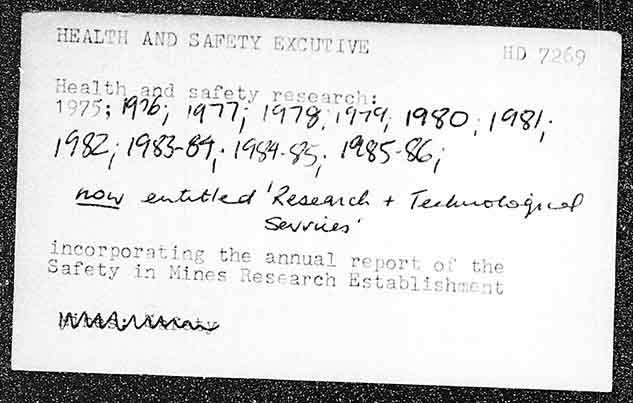 HEALTH AND SAFETY EXCUTIVE HD 7269
Health and safety research:
1975; 1976; 1977; 1978; 1979; 1980; 1981;
1982; 1983-84; 1984-85; 1985-86;
now entitled 'Research + Technological
Services'
incorporating the annual report of the
Safety in Mines Research Establishment